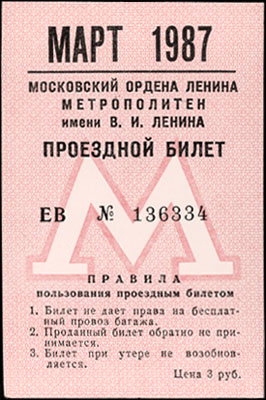 МАРТ 1987
МОСКОВСКИЙ ОРДЕНА ЛЕНИНА
МЕТРОПОЛИТЕН
имени В. И. ЛЕНИНА
ПРОЕЗДНОЙ БИЛЕТ
М
ЕВ № 136334
ПРАВИЛА
пользования проездным билетом
1. Билет не дает права на бесплат-
ный провоз багажа.
2. Проданный билет обратно не при-
нимается.
3. Билет при утере не возобнов-
ляется.
Цена 3 руб.